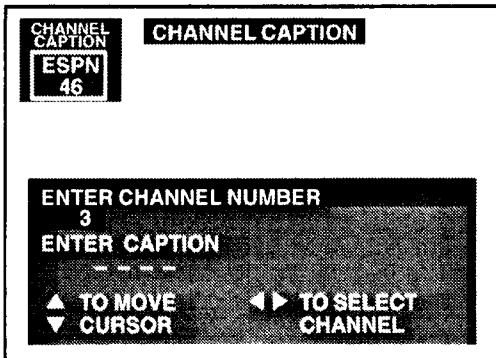 CHANNEL
CAPTION
ESPN
46
CHANNEL CAPTION
ENTER CHANNEL NUMBER
3
ENTER CAPTION
– – – –
▲ TO MOVE ◀ ▶ TO SELECT
▼ CURSOR CHANNEL